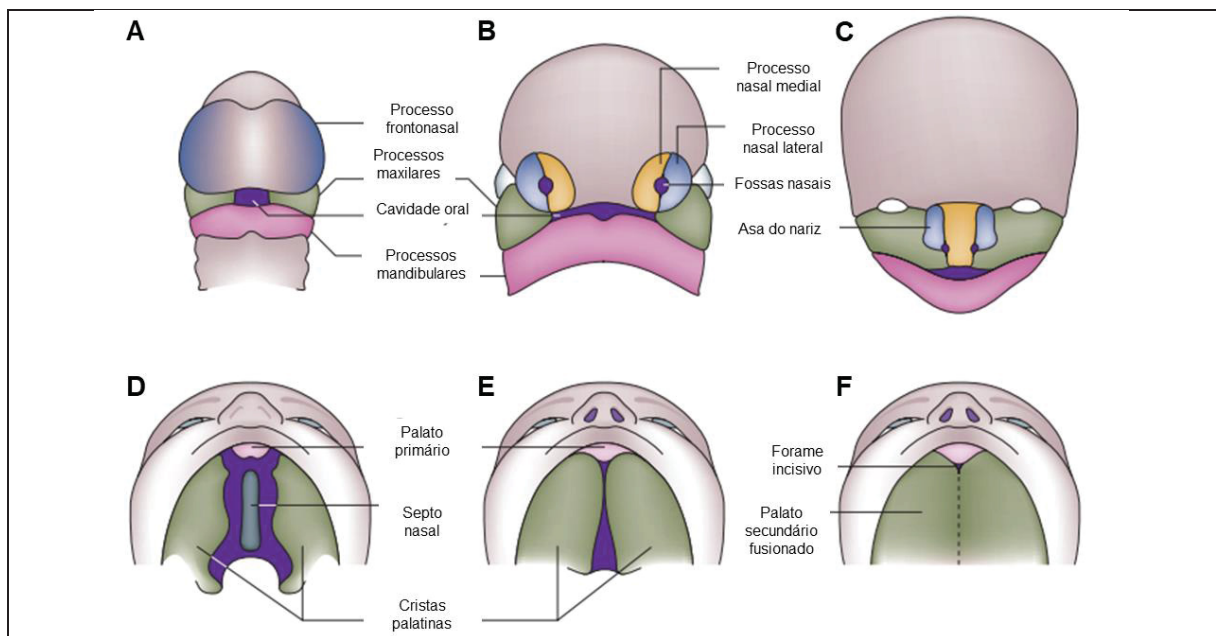 A
B
C
Processo
frontonasal
Processos
maxilares
Cavidade oral
Processos
mandibulares
Processo
nasal medial
Processo
nasal lateral
Fossas nasais
Asa do nariz
D
E
F
Palato
primário
Septo
nasal
Cristas
palatinas
Forame
incisivo
Palato
secundário
fusionado